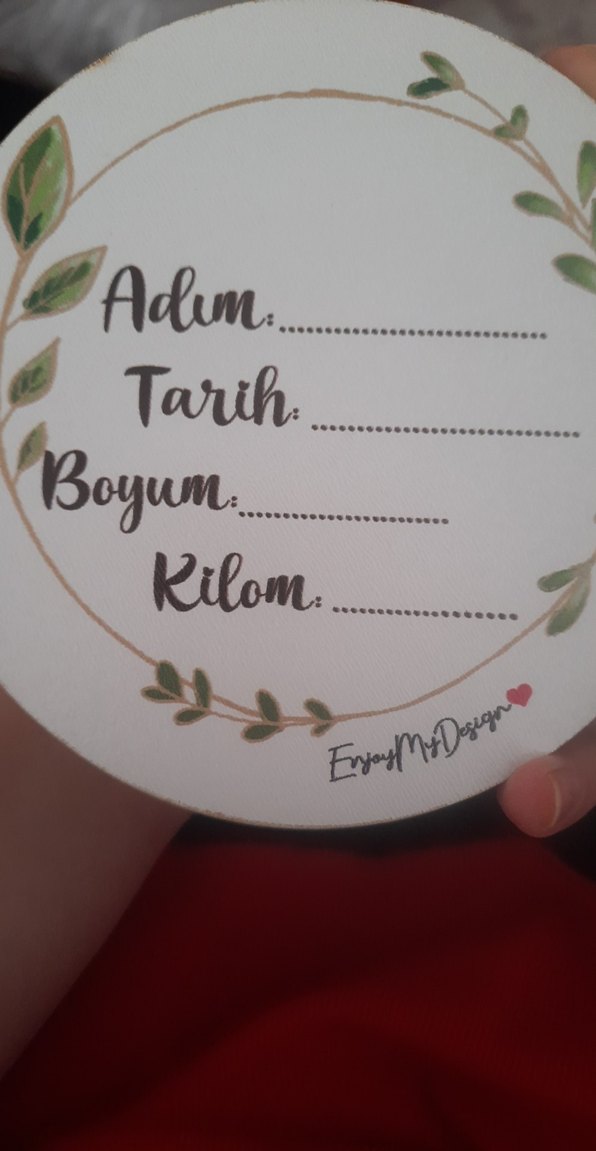 Adım:..............................
Tarih:..............................
Boyum:........................
Kilom:.....................
EnjoyMyDesign